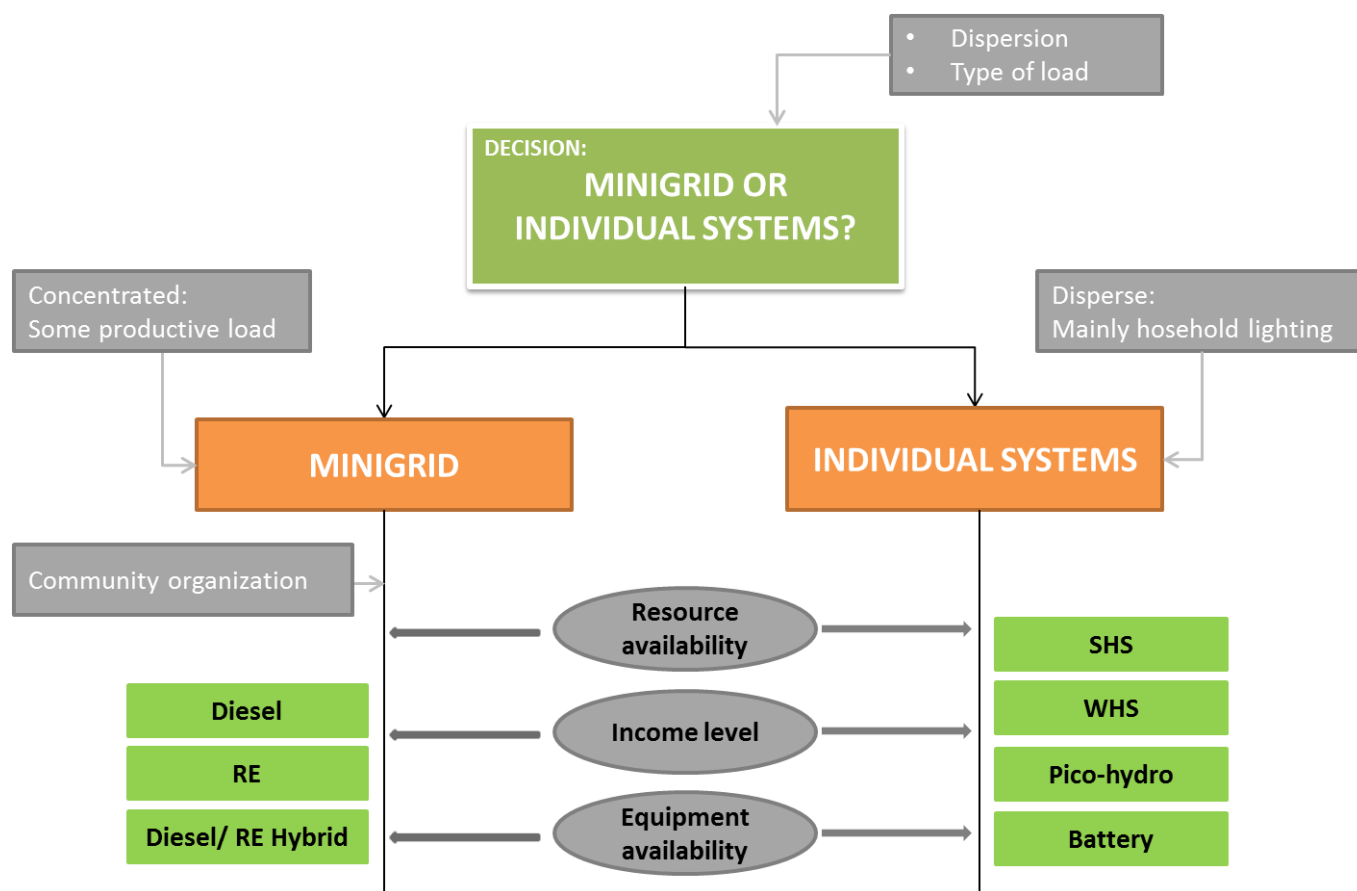 • Dispersion
• Type of load
DECISION:
MINIGRID OR
INDIVIDUAL SYSTEMS?
Concentrated:
Some productive load
Disperse:
Mainly hosehold lighting
MINIGRID
INDIVIDUAL SYSTEMS
Community organization
Resource
availability
SHS
Diesel
Income level
WHS
RE
Pico-hydro
Diesel/ RE Hybrid
Equipment
availability
Battery